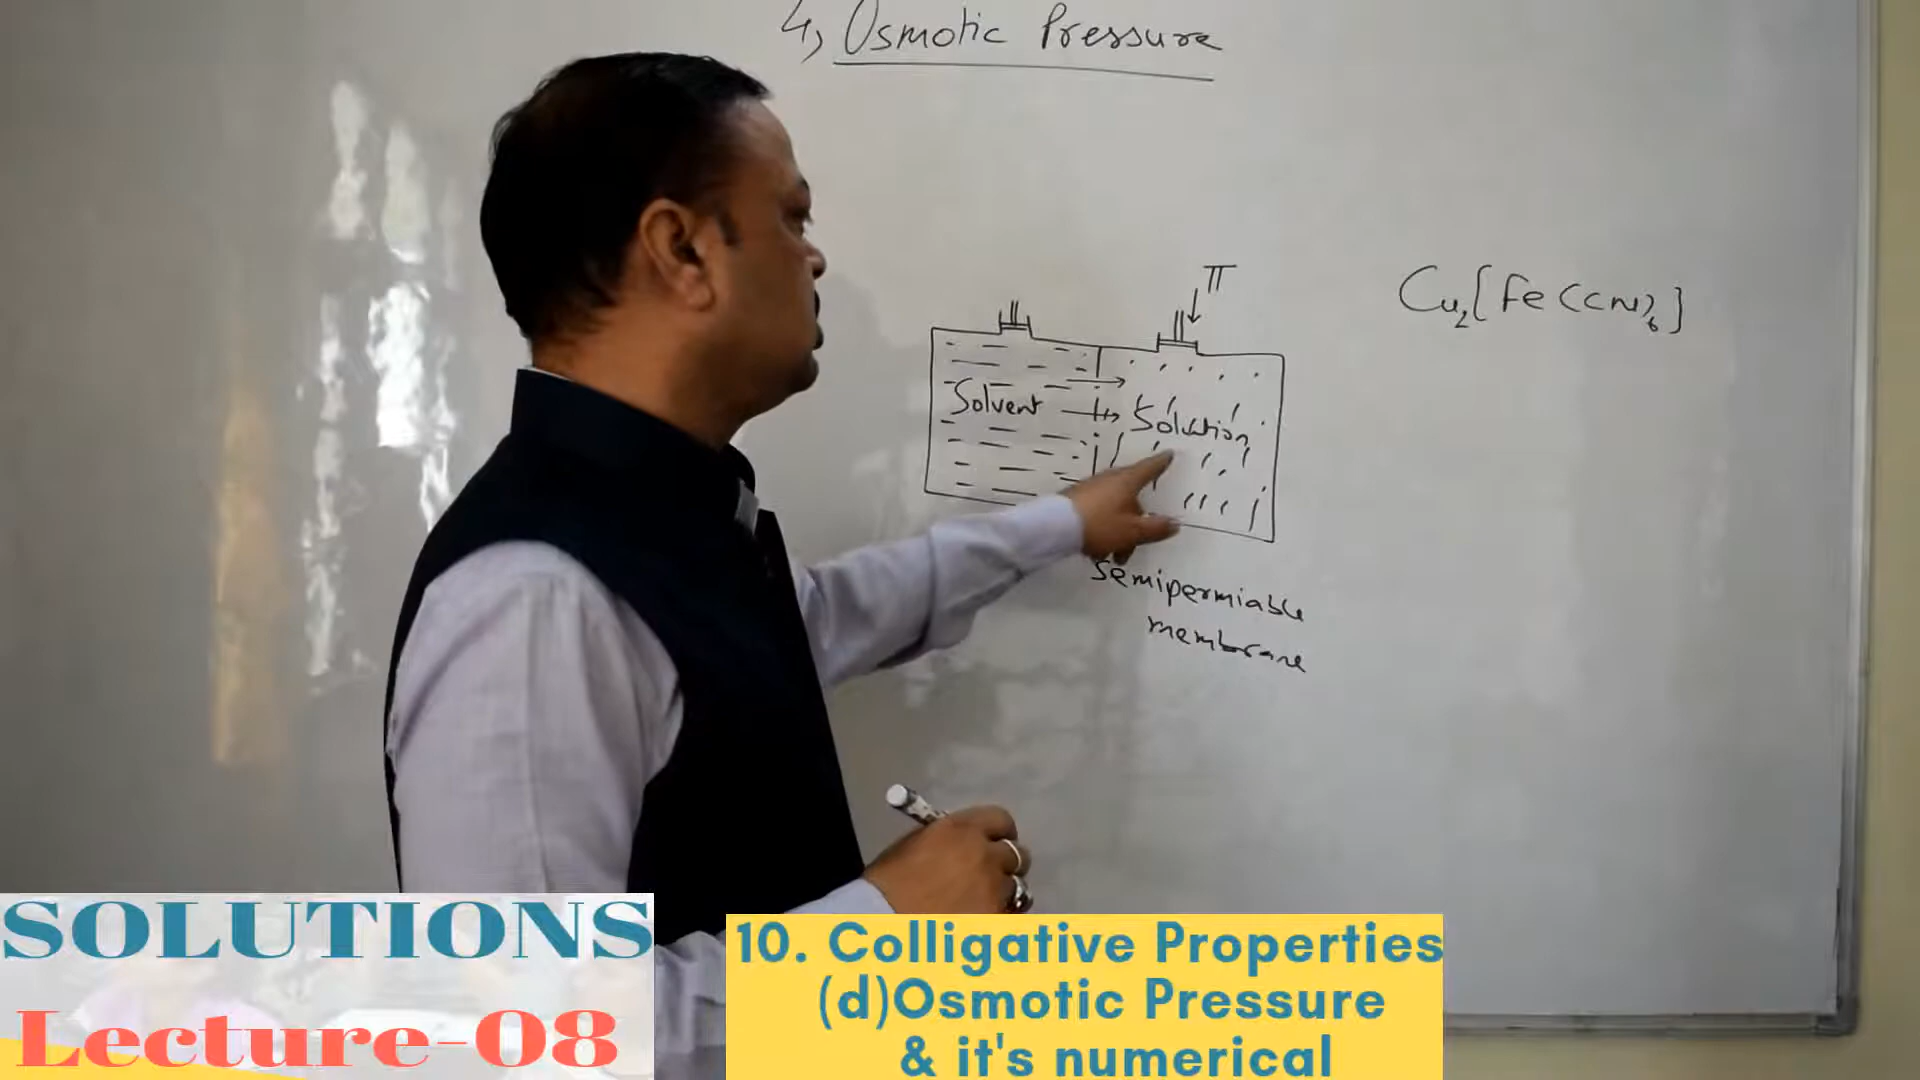 4, Osmotic Pressure
π
Cu₂[Fe(CN)₆]
Solvent
Solution
Semipermiable
membrane
SOLUTIONS
Lecture-08
10. Colligative Properties
(d)Osmotic Pressure
& it's numerical